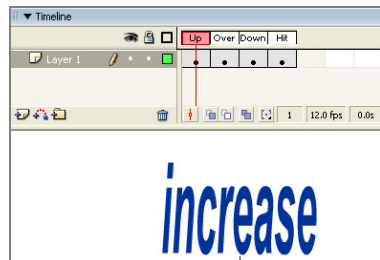 Timeline
Up Over Down Hit
Layer 1
1 12.0 fps 0.0s
increase